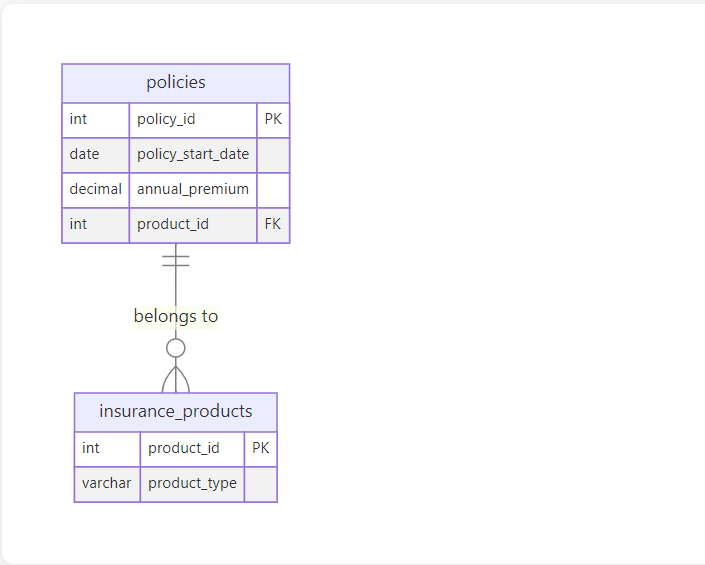 policies
int policy_id PK
date policy_start_date
decimal annual_premium
int product_id FK
belongs to
insurance_products
int product_id PK
varchar product_type